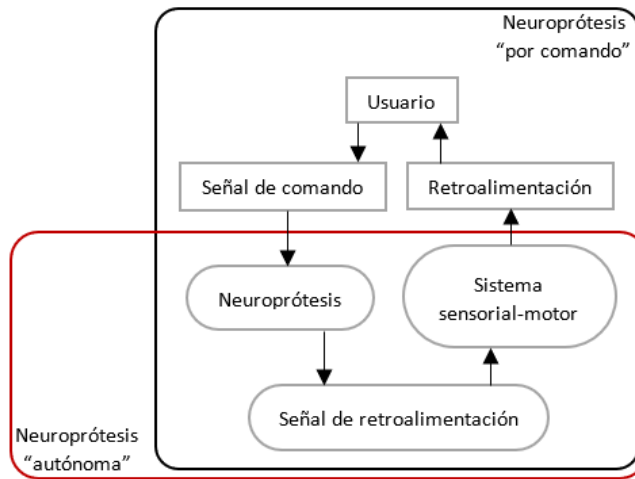 Neuroprótesis
“por comando”
Usuario
Señal de comando
Retroalimentación
Neuroprótesis
Sistema
sensorial-motor
Señal de retroalimentación
Neuroprótesis
“autónoma”